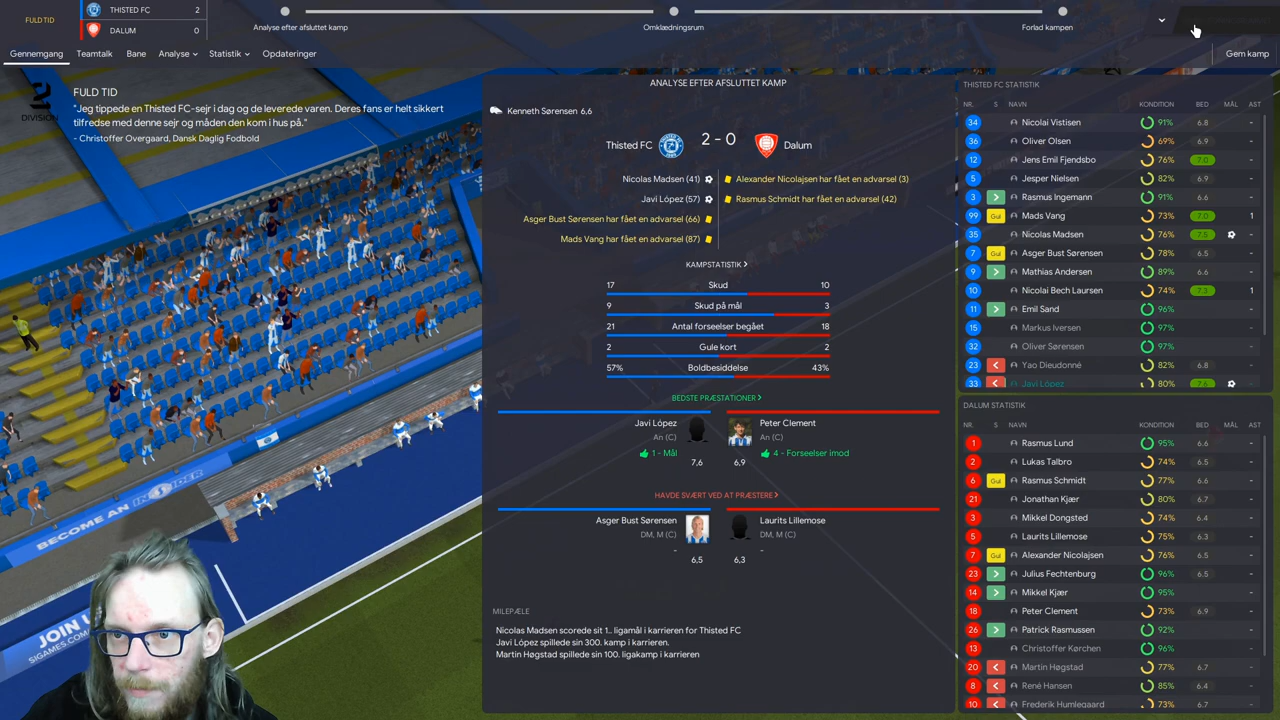 FULD TID
THISTED FC 2
DALUM 0
Analyse efter afsluttet kamp
Omklædningsrum
Forlad kampen
Gennemgang Teamtalk Bane Analyse Statistik Opdateringer
Gem kamp
2
DIVISION
FULD TID
"Jeg tippede en Thisted FC-sejr i dag og de leverede varen. Deres fans er helt sikkert
tilfredse med denne sejr og måden den kom i hus på."
- Christoffer Overgaard, Dansk Daglig Fodbold
ANALYSE EFTER AFSLUTTET KAMP
Kenneth Sørensen 6,6
Thisted FC 2 - 0 Dalum
Nicolas Madsen (41) Alexander Nicolajsen har fået en advarsel (3)
Javi López (57) Rasmus Schmidt har fået en advarsel (42)
Asger Bust Sørensen har fået en advarsel (66)
Mads Vang har fået en advarsel (87)
KAMPSTATISTIK
17 Skud 10
9 Skud på mål 3
21 Antal forseelser begået 18
2 Gule kort 2
57% Boldbesiddelse 43%
BEDSTE PRÆSTATIONER
Javi López Peter Clement
An (C) An (C)
1 - Mål 4 - Forseelser imod
7,6 6,9
HAVDE SVÆRT VED AT PRÆSTERE
Asger Bust Sørensen Laurits Lillemose
DM, M (C) DM, M (C)
- -
6,5 6,3
MILEPÆLE
Nicolas Madsen scorede sit 1.. ligamål i karrieren for Thisted FC
Javi López spillede sin 300. kamp i karrieren.
Martin Høgstad spillede sin 100. ligakamp i karrieren
THISTED FC STATISTIK
NR. S NAVN KONDITION BED MÅL AST
34 Nicolai Vistisen 91% 6.8 - -
36 Oliver Olsen 69% 6.9 - -
12 Jens Emil Fjendsbo 76% 7.0 - -
5 Jesper Nielsen 82% 6.9 - -
3 Rasmus Ingemann 91% 6.6 - -
99 Gul Mads Vang 73% 7.0 - 1
35 Nicolas Madsen 76% 7.5 -
7 Gul Asger Bust Sørensen 78% 6.5 - -
9 Mathias Andersen 89% 6.6 - -
10 Nicolai Bech Laursen 74% 7.3 - 1
11 Emil Sand 96% - -
15 Markus Iversen 97% - -
32 Oliver Sørensen 97% - -
23 Yao Dieudonné 82% 6.8 - -
33 Javi López 80% 7.6 -
DALUM STATISTIK
NR. S NAVN KONDITION BED MÅL AST
1 Rasmus Lund 95% 6.6 - -
2 Lukas Talbro 74% 6.5 - -
6 Gul Rasmus Schmidt 77% 6.6 - -
21 Jonathan Kjær 80% 6.7 - -
3 Mikkel Dongsted 74% 6.4 - -
5 Laurits Lillemose 75% 6.3 - -
7 Gul Alexander Nicolajsen 76% 6.5 - -
23 Julius Fechtenburg 96% 6.5 - -
14 Mikkel Kjær 95% - -
18 Peter Clement 73% 6.9 - -
26 Patrick Rasmussen 92% - -
13 Christoffer Kørchen 96% - -
20 Martin Høgstad 77% 6.7 - -
8 René Hansen 85% 6.4 - -
10 Frederik Humlegaard 73% 6.7 - -
BECOME AN INSIDER
JOIN U
SIGAMES.COM/